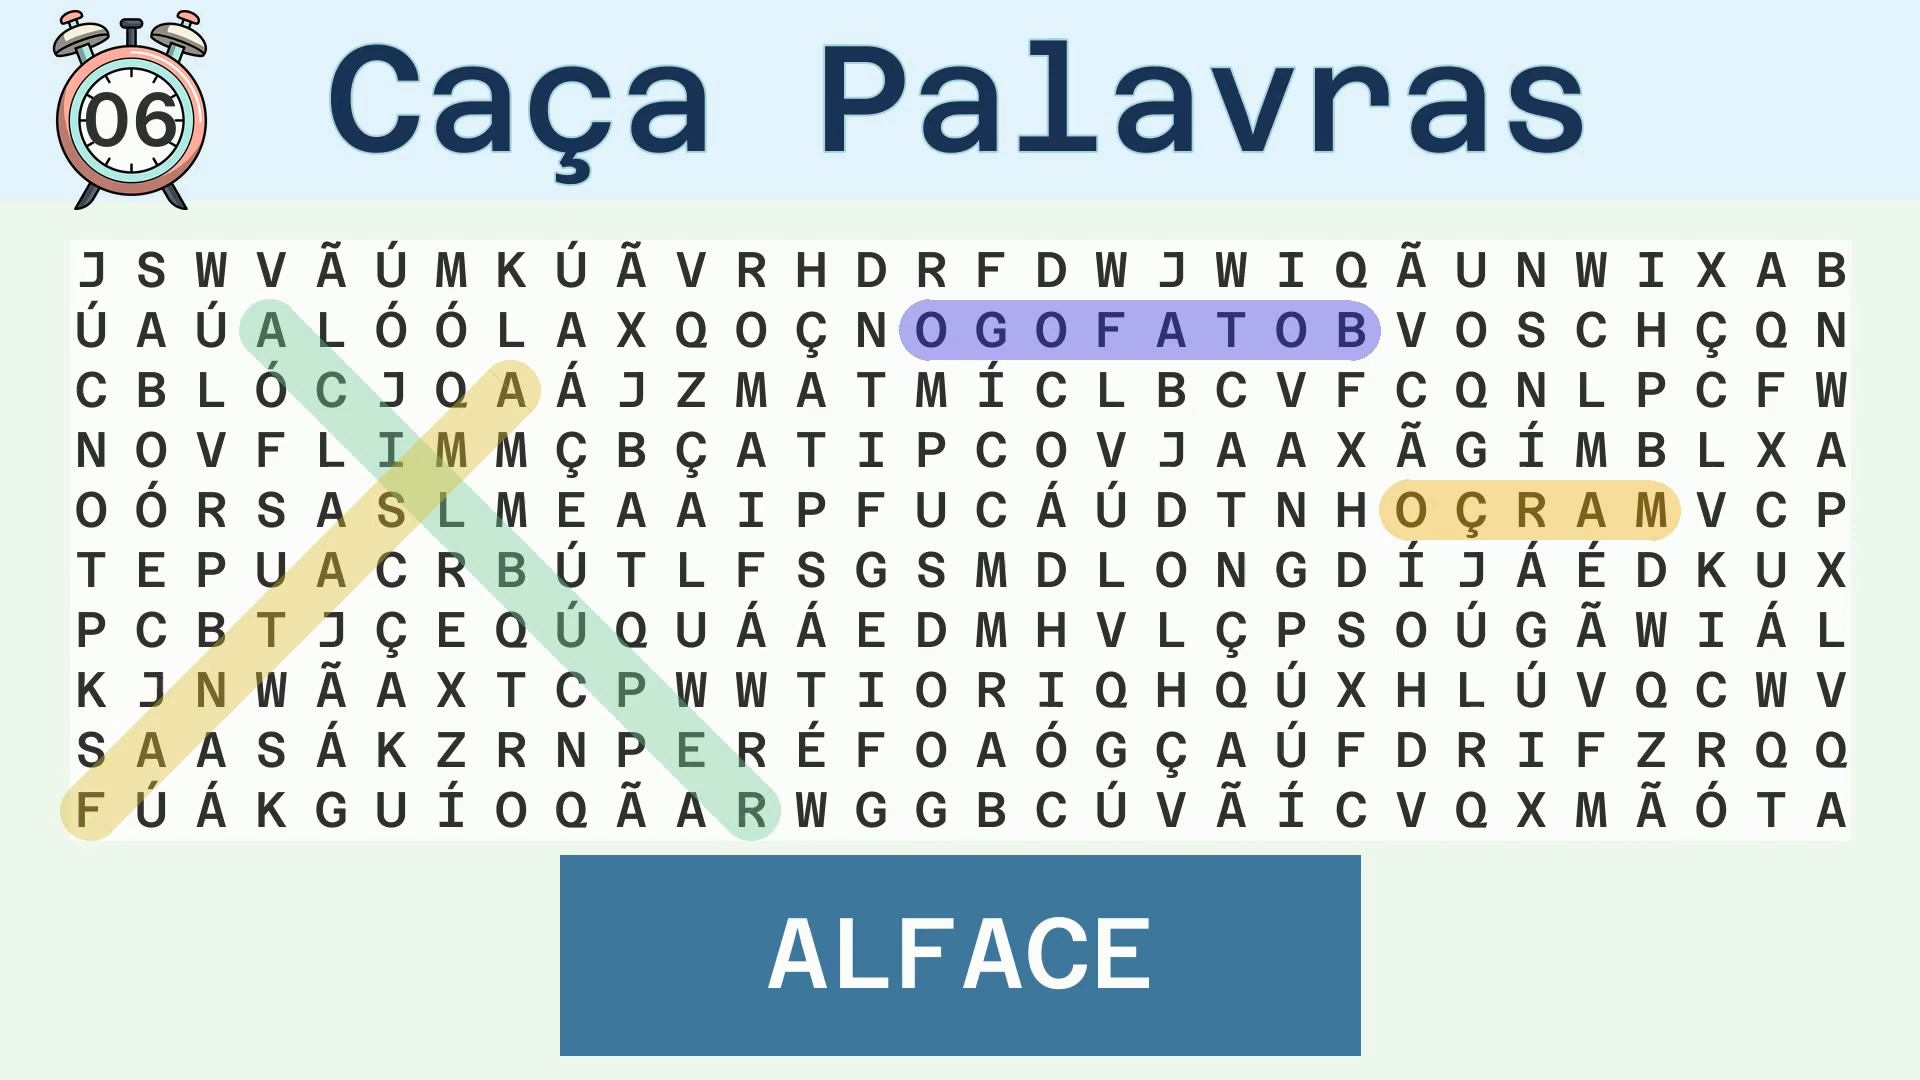 06
Caça Palavras
J S W V Ã Ú M K Ú Ã V R H D R F D W J W I Q Ã U N W I X A B
Ú A Ú A L Ó Ó L A X Q O Ç N O G O F A T O B V O S C H Ç Q N
C B L Ó C J Q A Á J Z M A T M Í C L B C V F C Q N L P C F W
N O V F L I M M Ç B Ç A T I P C O V J A A X Ã G Í M B L X A
O Ó R S A S L M E A A I P F U C Á Ú D T N H O Ç R A M V C P
T E P U A C R B Ú T L F S G S M D L O N G D Í J Á É D K U X
P C B T J Ç E Q Ú Q U Á Á E D M H V L Ç P S O Ú G Ã W I Á L
K J N W Ã A X T C P W W T I O R I Q H Q Ú X H L Ú V Q C W V
S A A S Á K Z R N P E R É F O A Ó G Ç A Ú F D R I F Z R Q Q
F Ú Á K G U Í O Q Ã A R W G G B C Ú V Ã Í C V Q X M Ã Ó T A
ALFACE